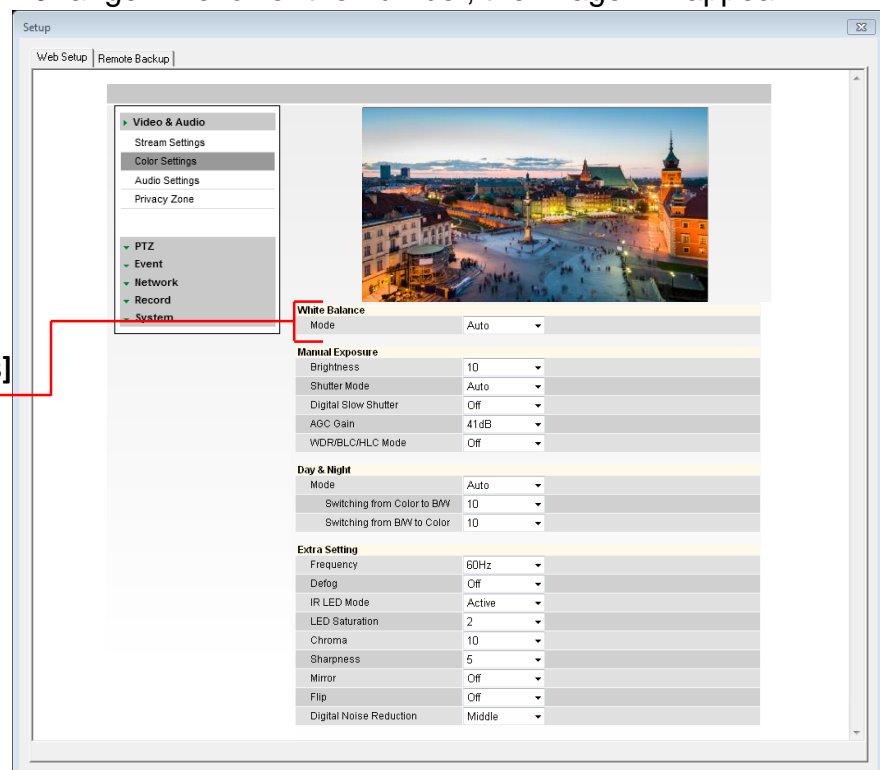 Setup
Web Setup Remote Backup
Video & Audio
Stream Settings
Color Settings
Audio Settings
Privacy Zone
PTZ
Event
Network
Record
System
White Balance
Mode Auto
Manual Exposure
Brightness 10
Shutter Mode Auto
Digital Slow Shutter Off
AGC Gain 41dB
WDR/BLC/HLC Mode Off
Day & Night
Mode Auto
Switching from Color to B/W 10
Switching from B/W to Color 10
Extra Setting
Frequency 60Hz
Defog Off
IR LED Mode Active
LED Saturation 2
Chroma 10
Sharpness 5
Mirror Off
Flip Off
Digital Noise Reduction Middle